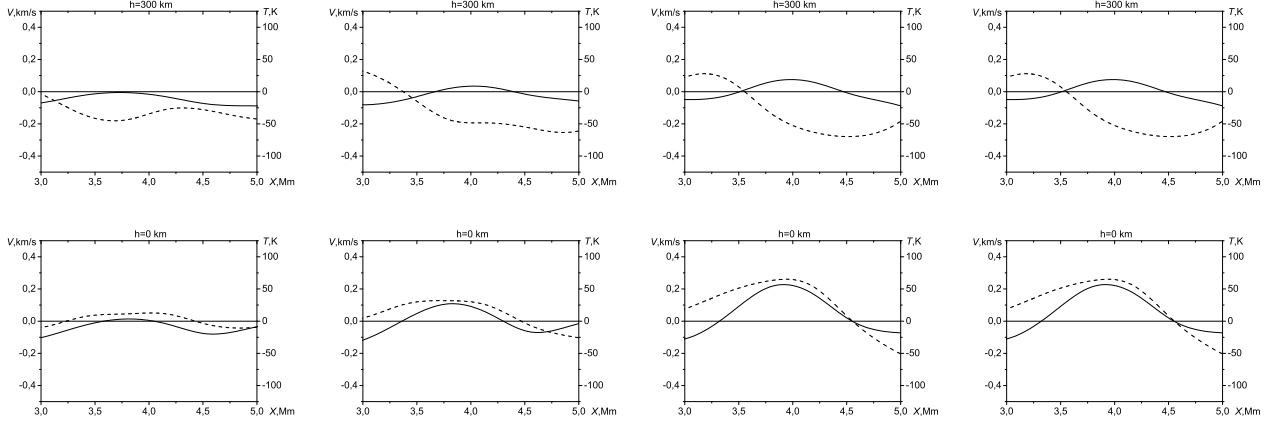 h=300 km h=300 km h=300 km h=300 km
V,km/s T,K V,km/s T,K V,km/s T,K V,km/s T,K
0,4 100 0,4 100 0,4 100 0,4 100
0,2 50 0,2 50 0,2 50 0,2 50
0,0 0 0,0 0 0,0 0 0,0 0
-0,2 -50 -0,2 -50 -0,2 -50 -0,2 -50
-0,4 -100 -0,4 -100 -0,4 -100 -0,4 -100
3,0 3,5 4,0 4,5 5,0 X,Mm 3,0 3,5 4,0 4,5 5,0 X,Mm 3,0 3,5 4,0 4,5 5,0 X,Mm 3,0 3,5 4,0 4,5 5,0 X,Mm
h=0 km h=0 km h=0 km h=0 km
V,km/s T,K V,km/s T,K V,km/s T,K V,km/s T,K
0,4 100 0,4 100 0,4 100 0,4 100
0,2 50 0,2 50 0,2 50 0,2 50
0,0 0 0,0 0 0,0 0 0,0 0
-0,2 -50 -0,2 -50 -0,2 -50 -0,2 -50
-0,4 -100 -0,4 -100 -0,4 -100 -0,4 -100
3,0 3,5 4,0 4,5 5,0 X,Mm 3,0 3,5 4,0 4,5 5,0 X,Mm 3,0 3,5 4,0 4,5 5,0 X,Mm 3,0 3,5 4,0 4,5 5,0 X,Mm